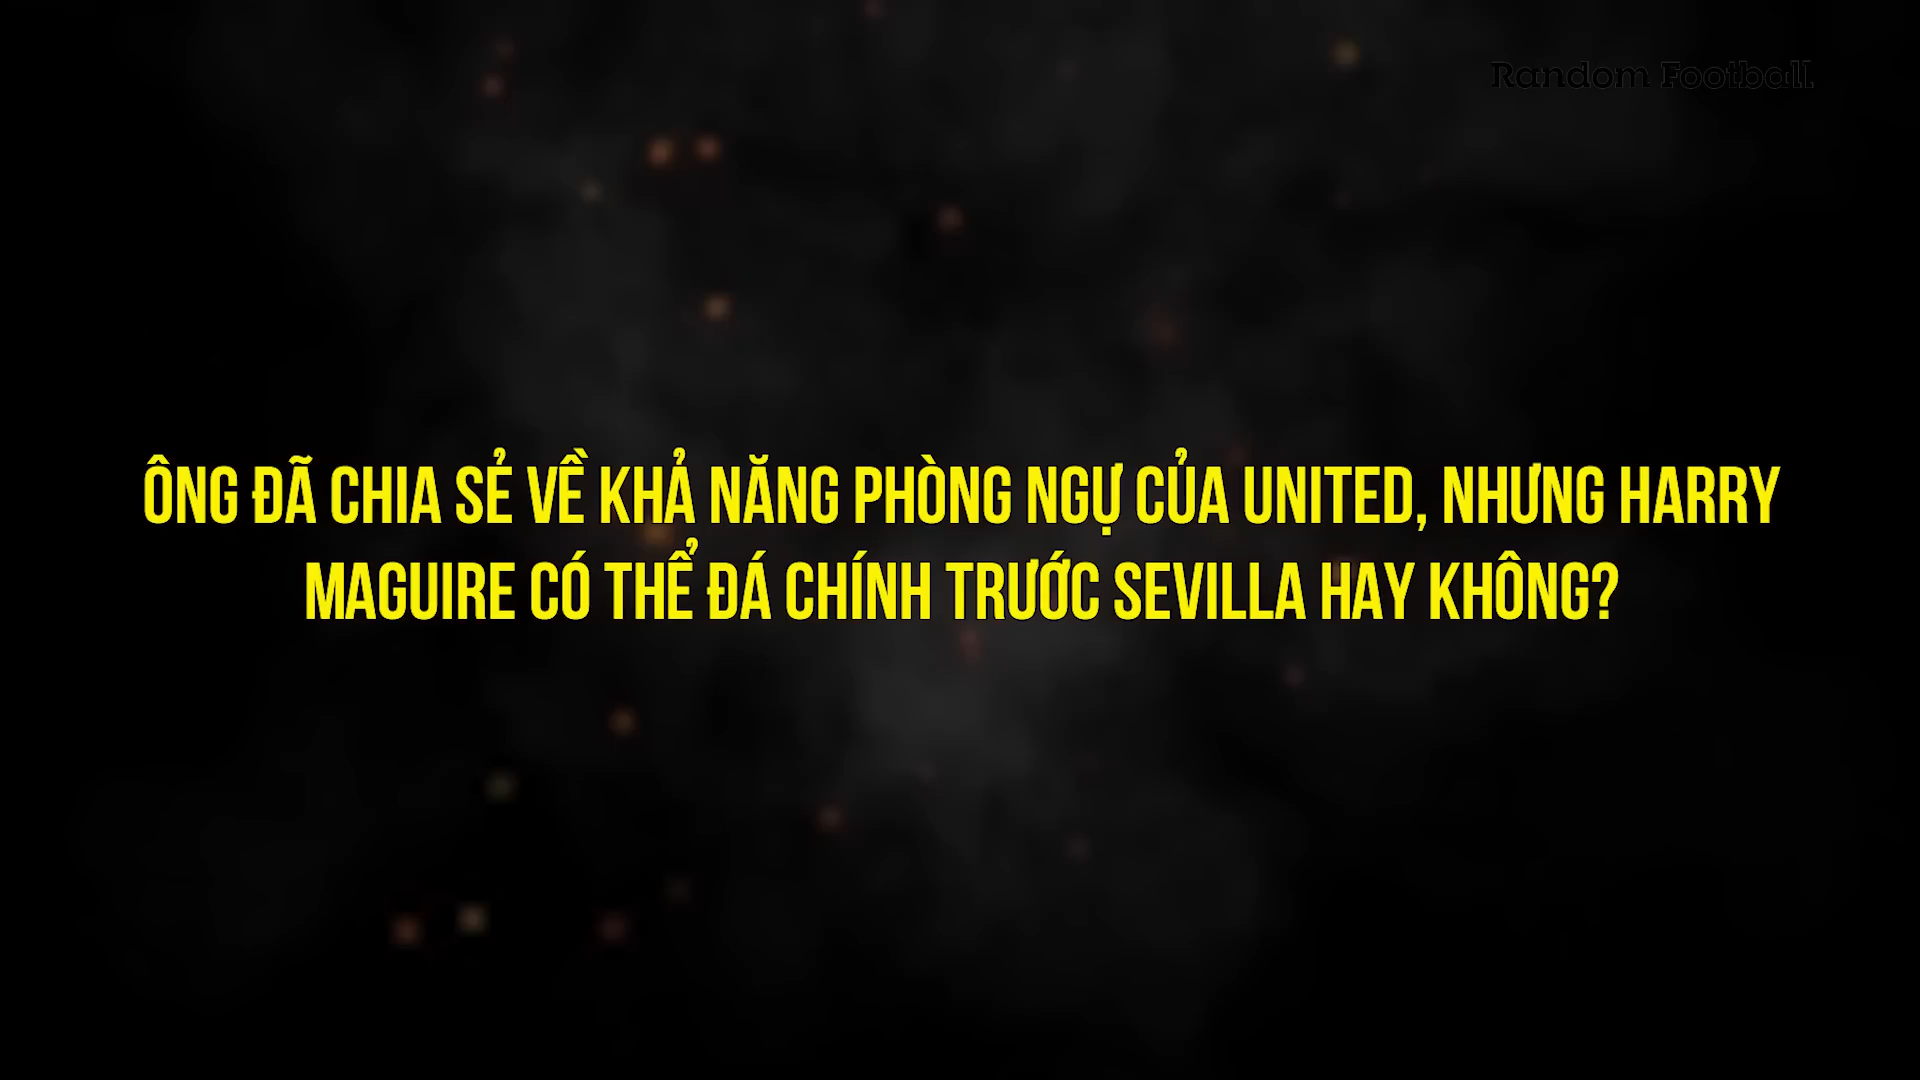 Random Football
ÔNG ĐÃ CHIA SẺ VỀ KHẢ NĂNG PHÒNG NGỰ CỦA UNITED, NHƯNG HARRY
MAGUIRE CÓ THỂ ĐÁ CHÍNH TRƯỚC SEVILLA HAY KHÔNG?